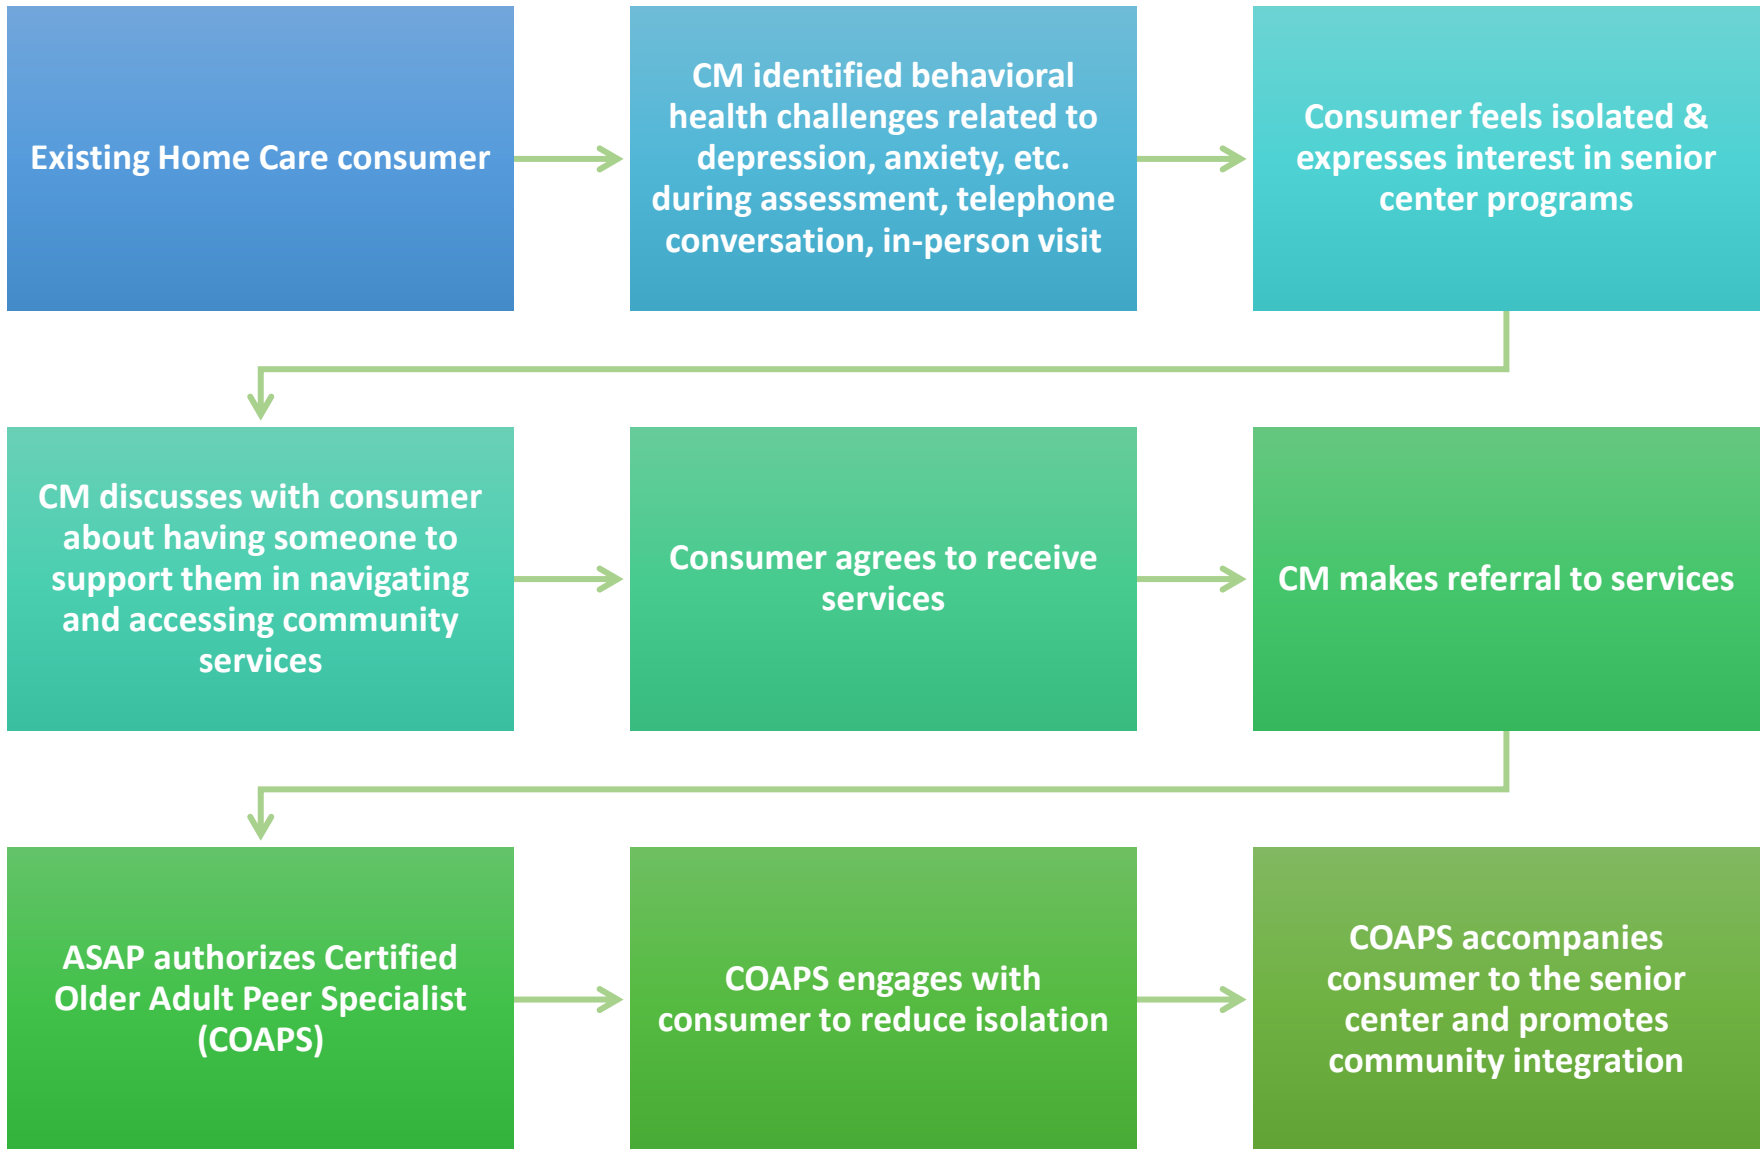 Existing Home Care consumer
CM identified behavioral
health challenges related to
depression, anxiety, etc.
during assessment, telephone
conversation, in-person visit
Consumer feels isolated &
expresses interest in senior
center programs
CM discusses with consumer
about having someone to
support them in navigating
and accessing community
services
Consumer agrees to receive
services
CM makes referral to services
ASAP authorizes Certified
Older Adult Peer Specialist
(COAPS)
COAPS engages with
consumer to reduce isolation
COAPS accompanies
consumer to the senior
center and promotes
community integration